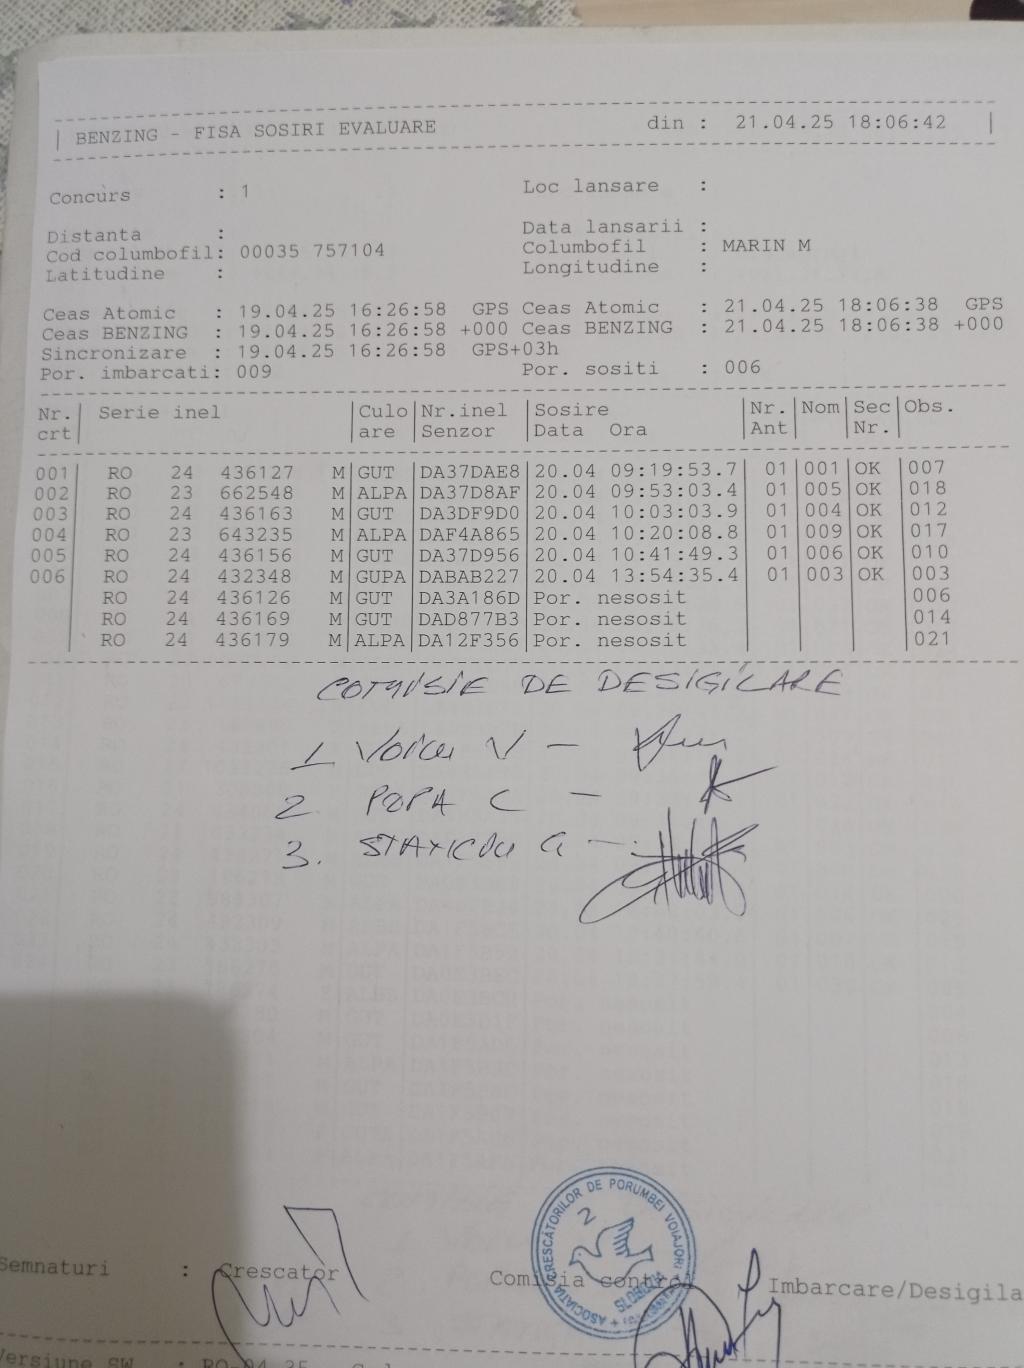 BENZING - FISA SOSIRI EVALUARE din : 21.04.25 18:06:42
Concurs : 1 Loc lansare :
Distanta : Data lansarii :
Cod columbofil: 00035 757104 Columbofil : MARIN M
Latitudine : Longitudine :
Ceas Atomic : 19.04.25 16:26:58 GPS Ceas Atomic : 21.04.25 18:06:38 GPS
Ceas BENZING : 19.04.25 16:26:58 +000 Ceas BENZING : 21.04.25 18:06:38 +000
Sincronizare : 19.04.25 16:26:58 GPS+03h
Por. imbarcati: 009 Por. sositi : 006
Nr. Serie inel Culo Nr.inel Sosire Nr. Nom Sec Obs.
crt are Senzor Data Ora Ant Nr.
001 RO 24 436127 M GUT DA37DAE8 20.04 09:19:53.7 01 001 OK 007
002 RO 23 662548 M ALPA DA37D8AF 20.04 09:53:03.4 01 005 OK 018
003 RO 24 436163 M GUT DA3DF9D0 20.04 10:03:03.9 01 004 OK 012
004 RO 23 643235 M ALPA DAF4A865 20.04 10:20:08.8 01 009 OK 017
005 RO 24 436156 M GUT DA37D956 20.04 10:41:49.3 01 006 OK 010
006 RO 24 432348 M GUPA DABAB227 20.04 13:54:35.4 01 003 OK 003
RO 24 436126 M GUT DA3A186D Por. nesosit 006
RO 24 436169 M GUT DAD877B3 Por. nesosit 014
RO 24 436179 M ALPA DA12F356 Por. nesosit 021
COMISIE DE DESIGILARE
1. Voicu V -
2. POPA C -
3. G -
ASOCIATIA CRESCĂTORILOR DE PORUMBEI VOIAJORI
2
SLOBOZIA
Semnaturi : Crescator Comisia control Imbarcare/Desigila
Versiune SW : RO-04.35